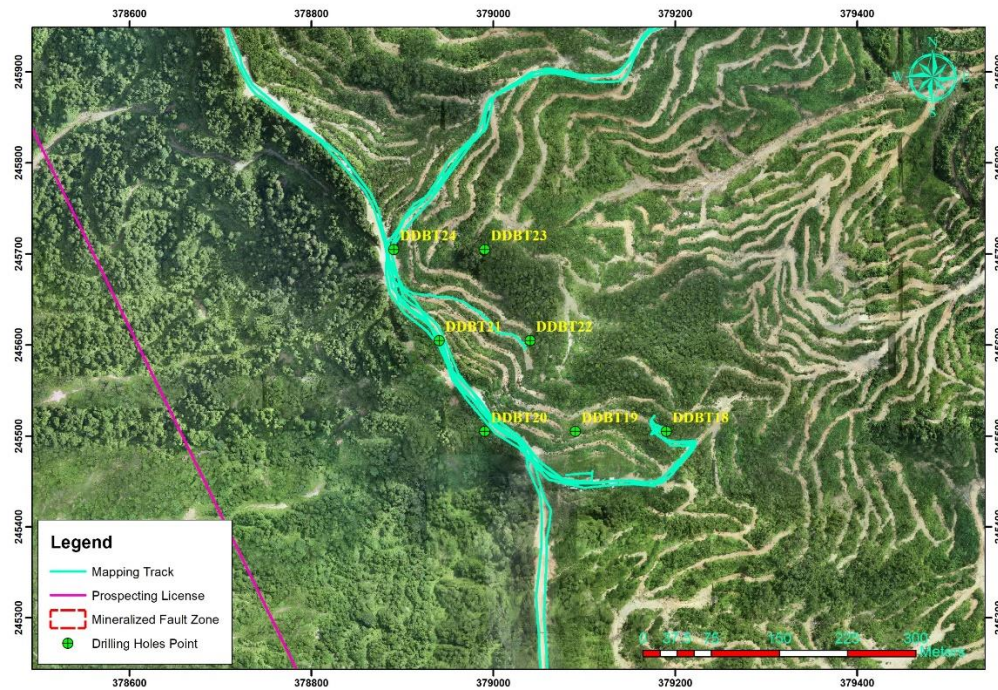 378600 378800 379000 379200 379400
245900
N
W
S
245800
DDBT24
DDBT23
245700
DDBT21
DDBT22
245600
DDBT20
DDBT19
DDBT18
245500
245400
245300
Legend
Mapping Track
Prospecting License
Mineralized Fault Zone
Drilling Holes Point
0 37.5 75 150 225 300
Meters
378600 378800 379000 379200 379400